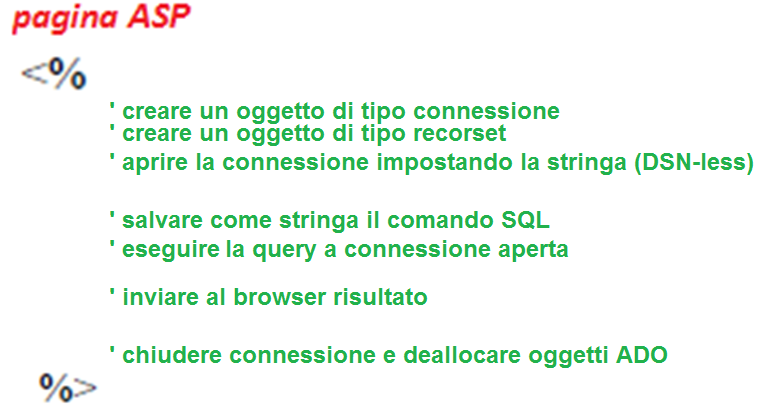 pagina ASP
<%
' creare un oggetto di tipo connessione
' creare un oggetto di tipo recorset
' aprire la connessione impostando la stringa (DSN-less)
' salvare come stringa il comando SQL
' eseguire la query a connessione aperta
' inviare al browser risultato
' chiudere connessione e deallocare oggetti ADO
%>